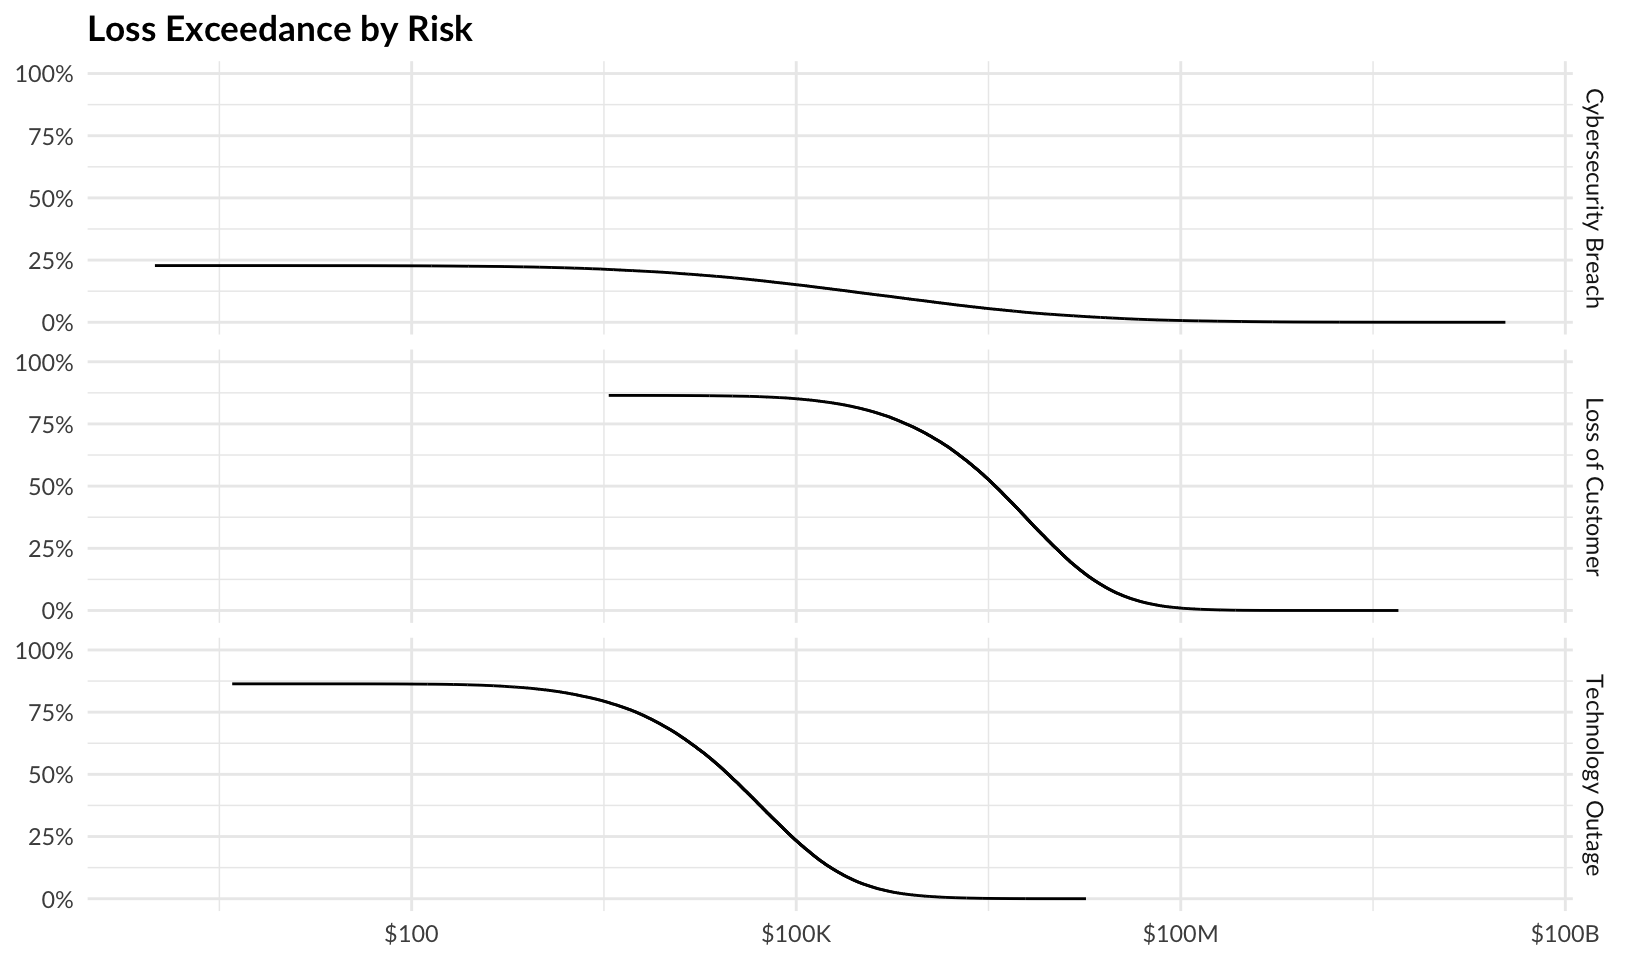 Loss Exceedance by Risk
100%
75%
50%
25%
0%
Cybersecurity Breach
100%
75%
50%
25%
0%
Loss of Customer
100%
75%
50%
25%
0%
Technology Outage
$100
$100K
$100M
$100B